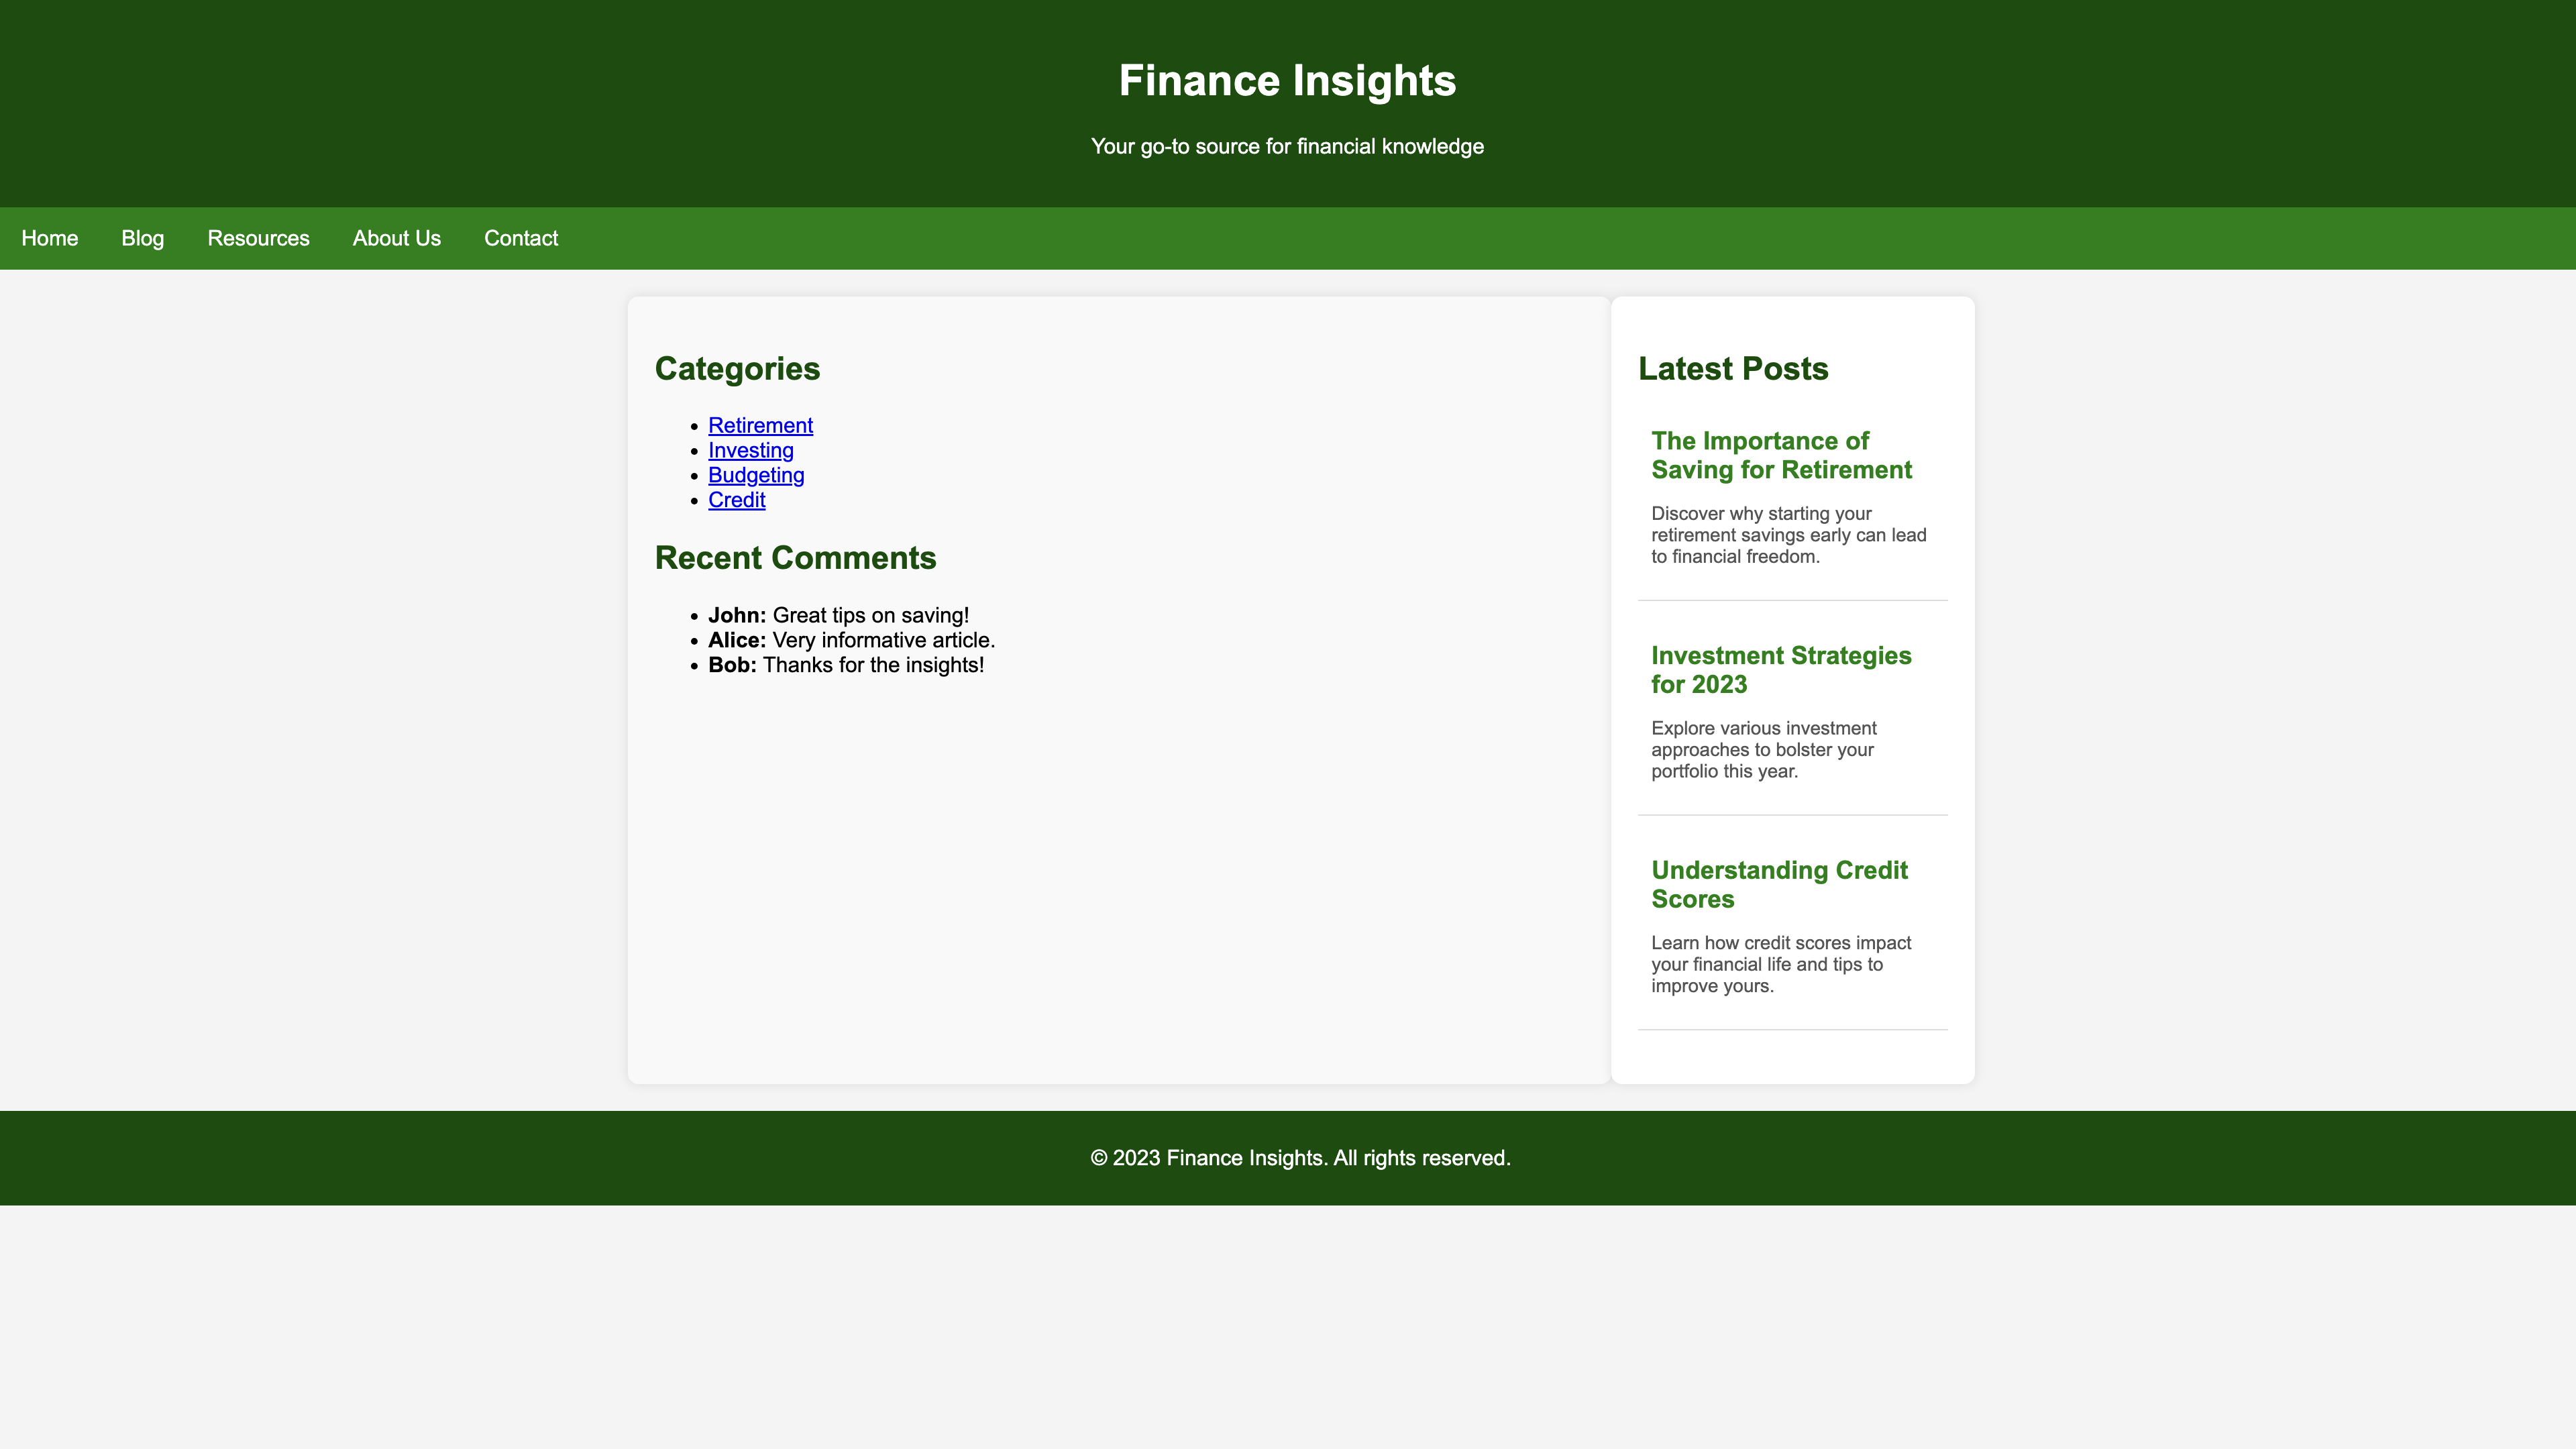 Finance Insights
Your go-to source for financial knowledge
Home Blog Resources About Us Contact
Categories
Retirement
Investing
Budgeting
Credit
Recent Comments
John: Great tips on saving!
Alice: Very informative article.
Bob: Thanks for the insights!
Latest Posts
The Importance of
Saving for Retirement
Discover why starting your
retirement savings early can lead
to financial freedom.
Investment Strategies
for 2023
Explore various investment
approaches to bolster your
portfolio this year.
Understanding Credit
Scores
Learn how credit scores impact
your financial life and tips to
improve yours.
© 2023 Finance Insights. All rights reserved.